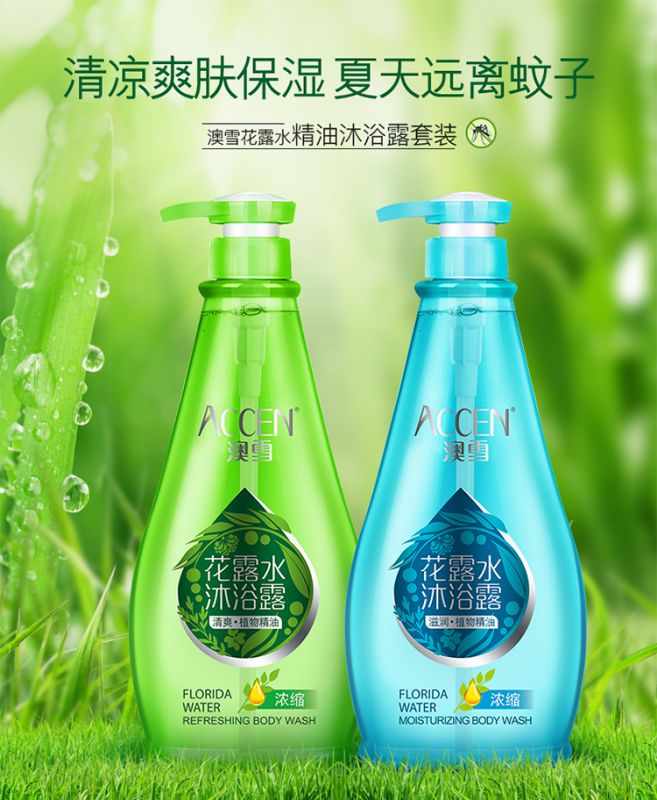 清凉爽肤保湿 夏天远离蚊子
澳雪花露水精油沐浴露套装
ACCEN®
澳雪
花露水
沐浴露
清爽·植物精油
FLORIDA
WATER
浓缩
REFRESHING BODY WASH
ACCEN®
澳雪
花露水
沐浴露
滋润·植物精油
FLORIDA
WATER
浓缩
MOISTURIZING BODY WASH